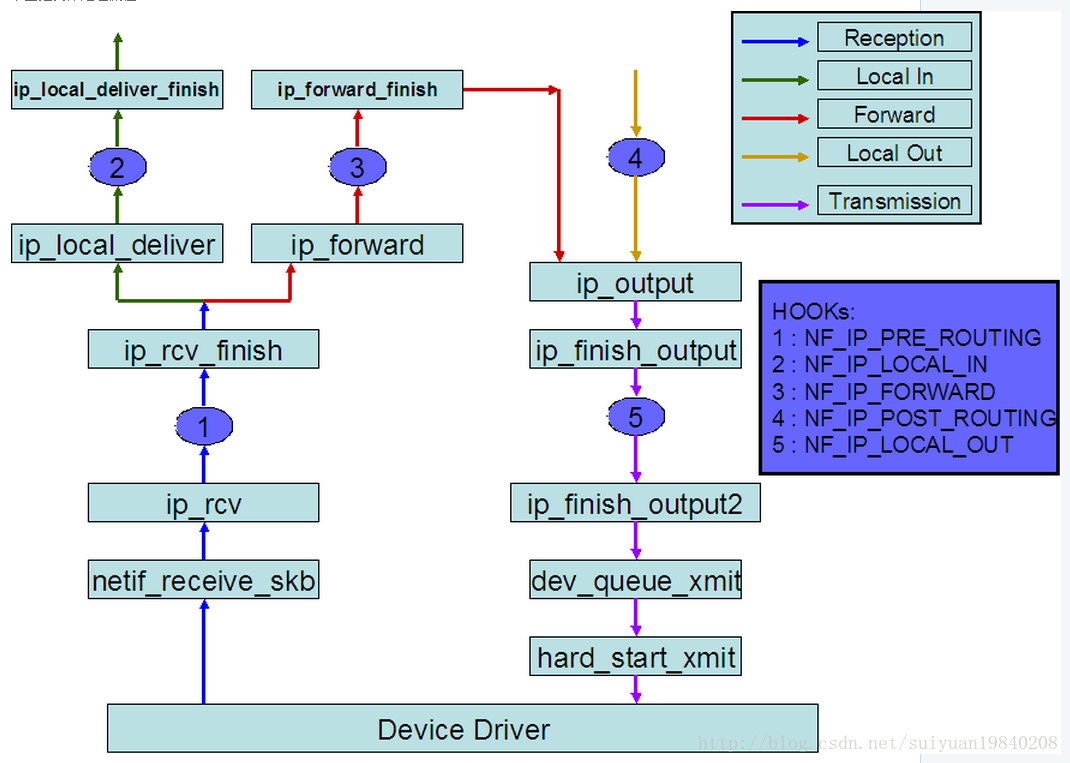 ip_local_deliver_finish
ip_forward_finish
2
3
4
ip_local_deliver
ip_forward
ip_output
ip_rcv_finish
ip_finish_output
1
5
ip_rcv
ip_finish_output2
netif_receive_skb
dev_queue_xmit
hard_start_xmit
Device Driver
Reception
Local In
Forward
Local Out
Transmission
HOOKs:
1 : NF_IP_PRE_ROUTING
2 : NF_IP_LOCAL_IN
3 : NF_IP_FORWARD
4 : NF_IP_POST_ROUTING
5 : NF_IP_LOCAL_OUT
http://blog.csdn.net/suiyuan19840208